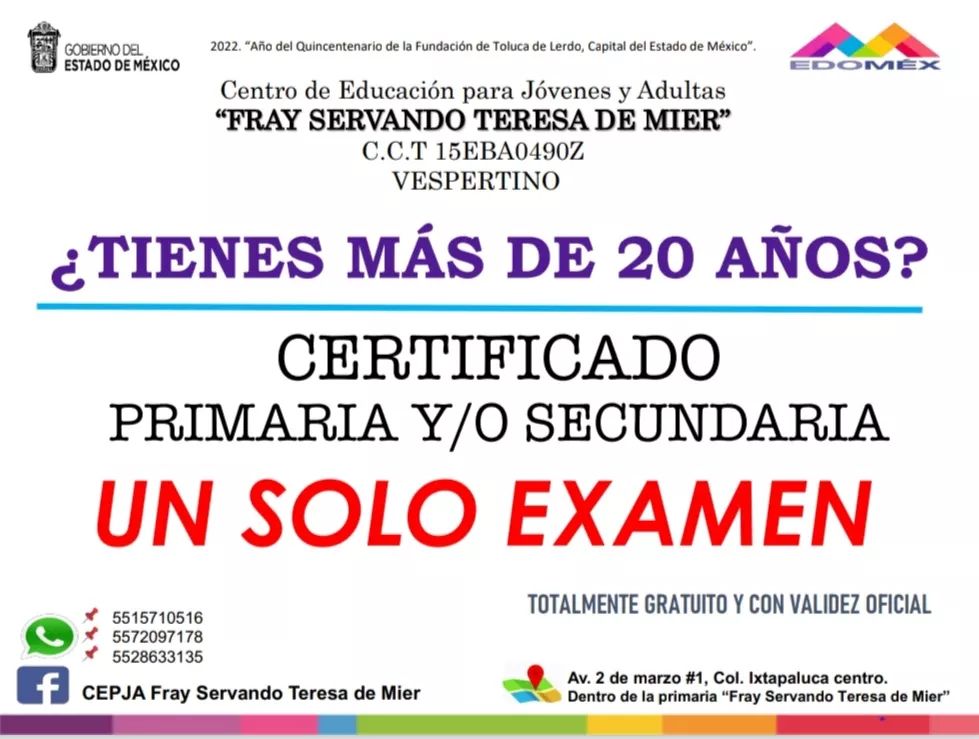 GOBIERNO DEL
ESTADO DE MÉXICO
2022. “Año del Quincentenario de la Fundación de Toluca de Lerdo, Capital del Estado de México”.
EDOMÉX
Centro de Educación para Jóvenes y Adultas
“FRAY SERVANDO TERESA DE MIER”
C.C.T 15EBA0490Z
VESPERTINO
¿TIENES MÁS DE 20 AÑOS?
CERTIFICADO
PRIMARIA Y/O SECUNDARIA
UN SOLO EXAMEN
TOTALMENTE GRATUITO Y CON VALIDEZ OFICIAL
5515710516
5572097178
5528633135
CEPJA Fray Servando Teresa de Mier
Av. 2 de marzo #1, Col. Ixtapaluca centro.
Dentro de la primaria “Fray Servando Teresa de Mier”